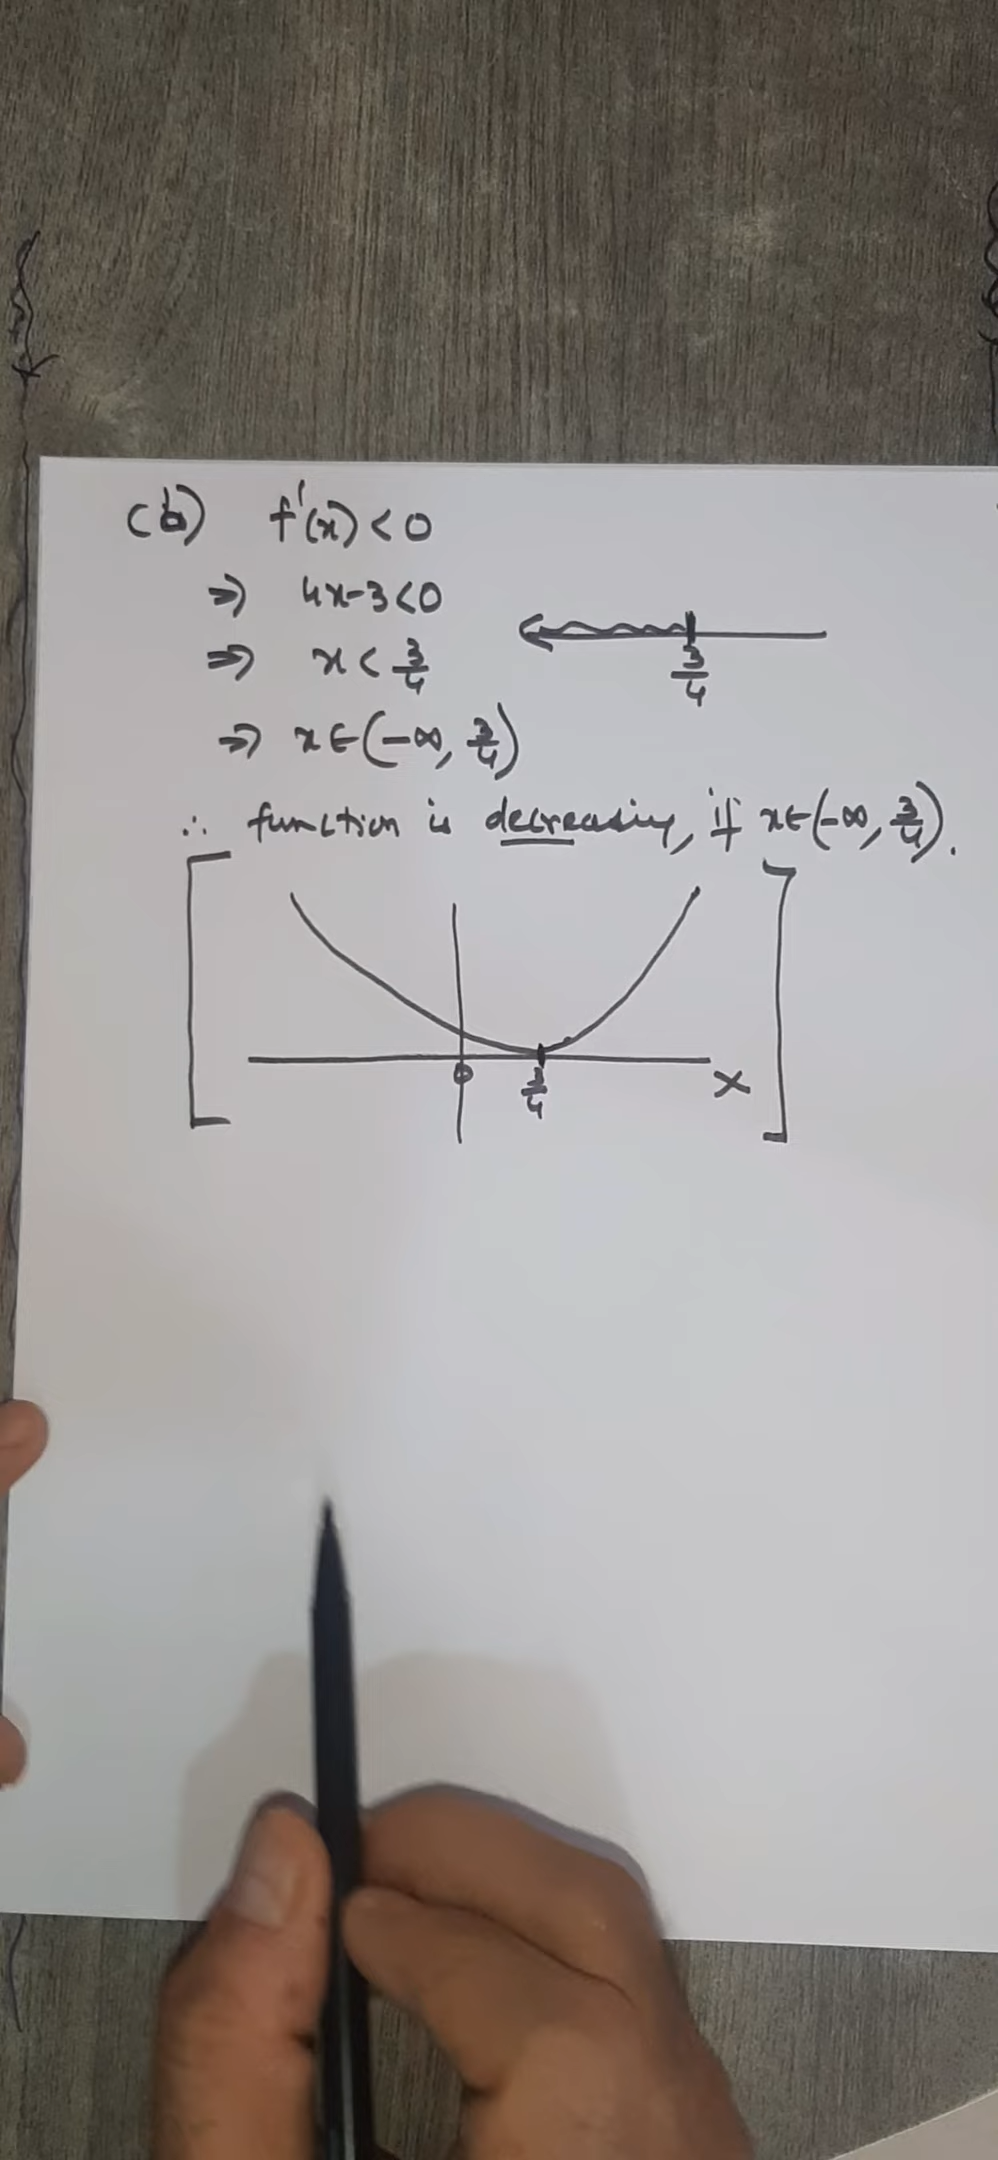 (b) f'(x) < 0
⇒ 4x-3 < 0
⇒ x < 3/4
3/4
⇒ x ∈ (-∞, 3/4)
∴ function is decreasing, if x ∈ (-∞, 3/4).
0 3/4 X